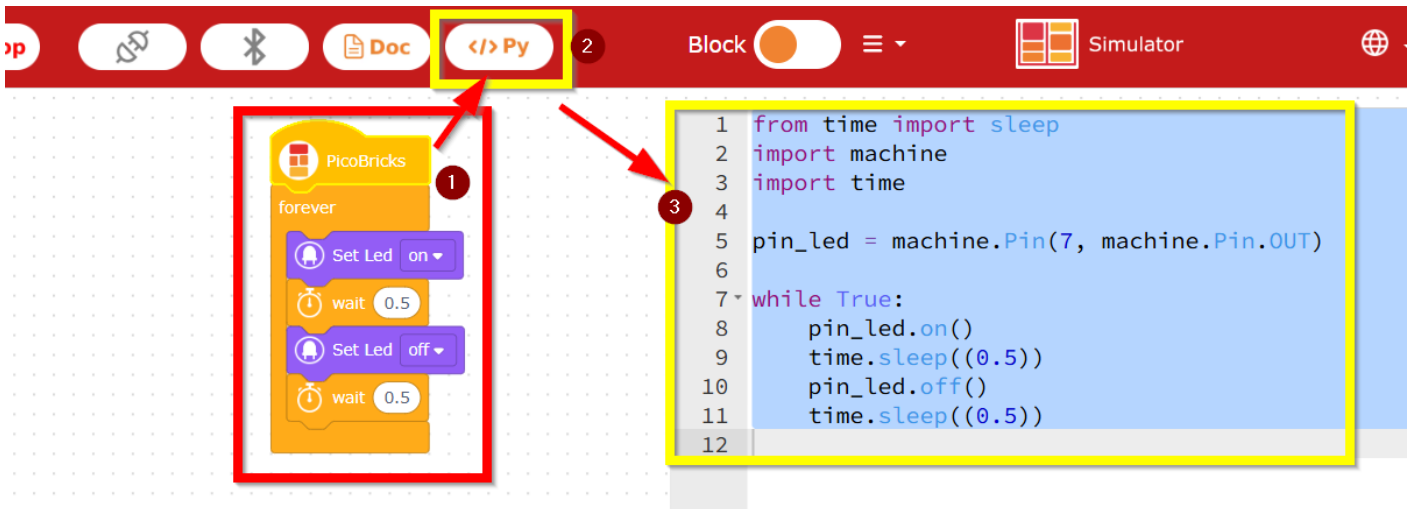 op
Doc
</> Py
2
Block
Simulator
PicoBricks
1
forever
Set Led on
wait 0.5
Set Led off
wait 0.5
3
1 from time import sleep
2 import machine
3 import time
4
5 pin_led = machine.Pin(7, machine.Pin.OUT)
6
7 while True:
8     pin_led.on()
9     time.sleep((0.5))
10     pin_led.off()
11     time.sleep((0.5))
12